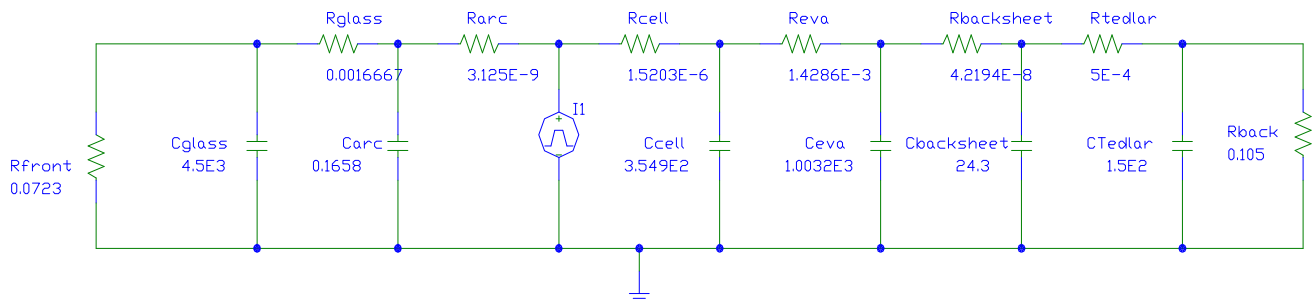 Rglass
Rarc
Rcell
Reva
Rbacksheet
Rtedlar
0.0016667
3.125E-9
1.5203E-6
1.4286E-3
4.2194E-8
5E-4
I1
Rfront
0.0723
Cglass
4.5E3
Carc
0.1658
Ccell
3.549E2
Ceva
1.0032E3
Cbacksheet
24.3
CTedlar
1.5E2
Rback
0.105